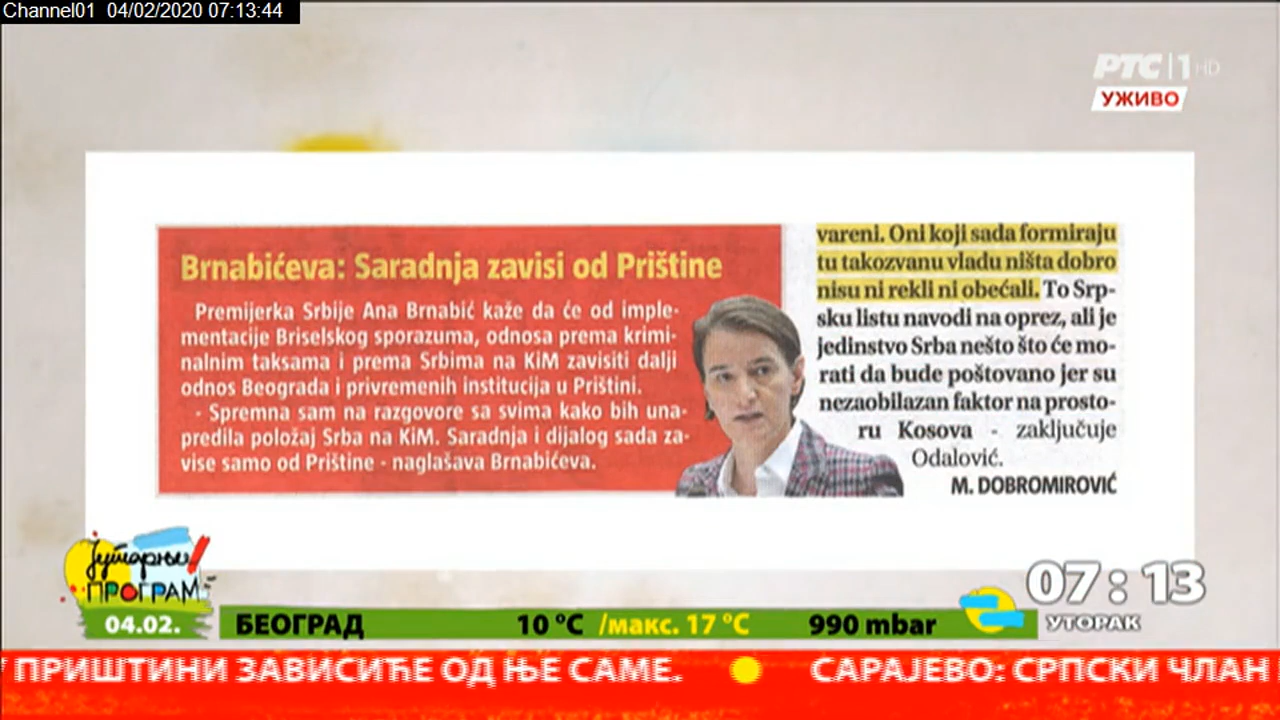 Channel01 04/02/2020 07:13:44
РТС|1 HD
УЖИВО
Brnabićeva: Saradnja zavisi od Prištine
Premijerka Srbije Ana Brnabić kaže da će od imple-
mentacije Briselskog sporazuma, odnosa prema krimi-
nalnim taksama i prema Srbima na KiM zavisiti dalji
odnos Beograda i privremenih institucija u Prištini.
- Spremna sam na razgovore sa svima kako bih una-
predila položaj Srba na KiM. Saradnja i dijalog sada za-
vise samo od Prištine - naglašava Brnabićeva.
vareni. Oni koji sada formiraju
tu takozvanu vladu ništa dobro
nisu ni rekli ni obećali. To Srp-
sku listu navodi na oprez, ali je
jedinstvo Srba nešto što će mo-
rati da bude poštovano jer su
nezaobilazan faktor na prosto-
ru Kosova - zaključuje
Odalović.
M. DOBROMIROVIĆ
Јутарњи
ПРОГРАМ
04.02.
БЕОГРАД 10 °C /макс. 17 °C 990 mbar
07:13
УТОРАК
У ПРИШТИНИ ЗАВИСИЋЕ ОД ЊЕ САМЕ. САРАЈЕВО: СРПСКИ ЧЛАН